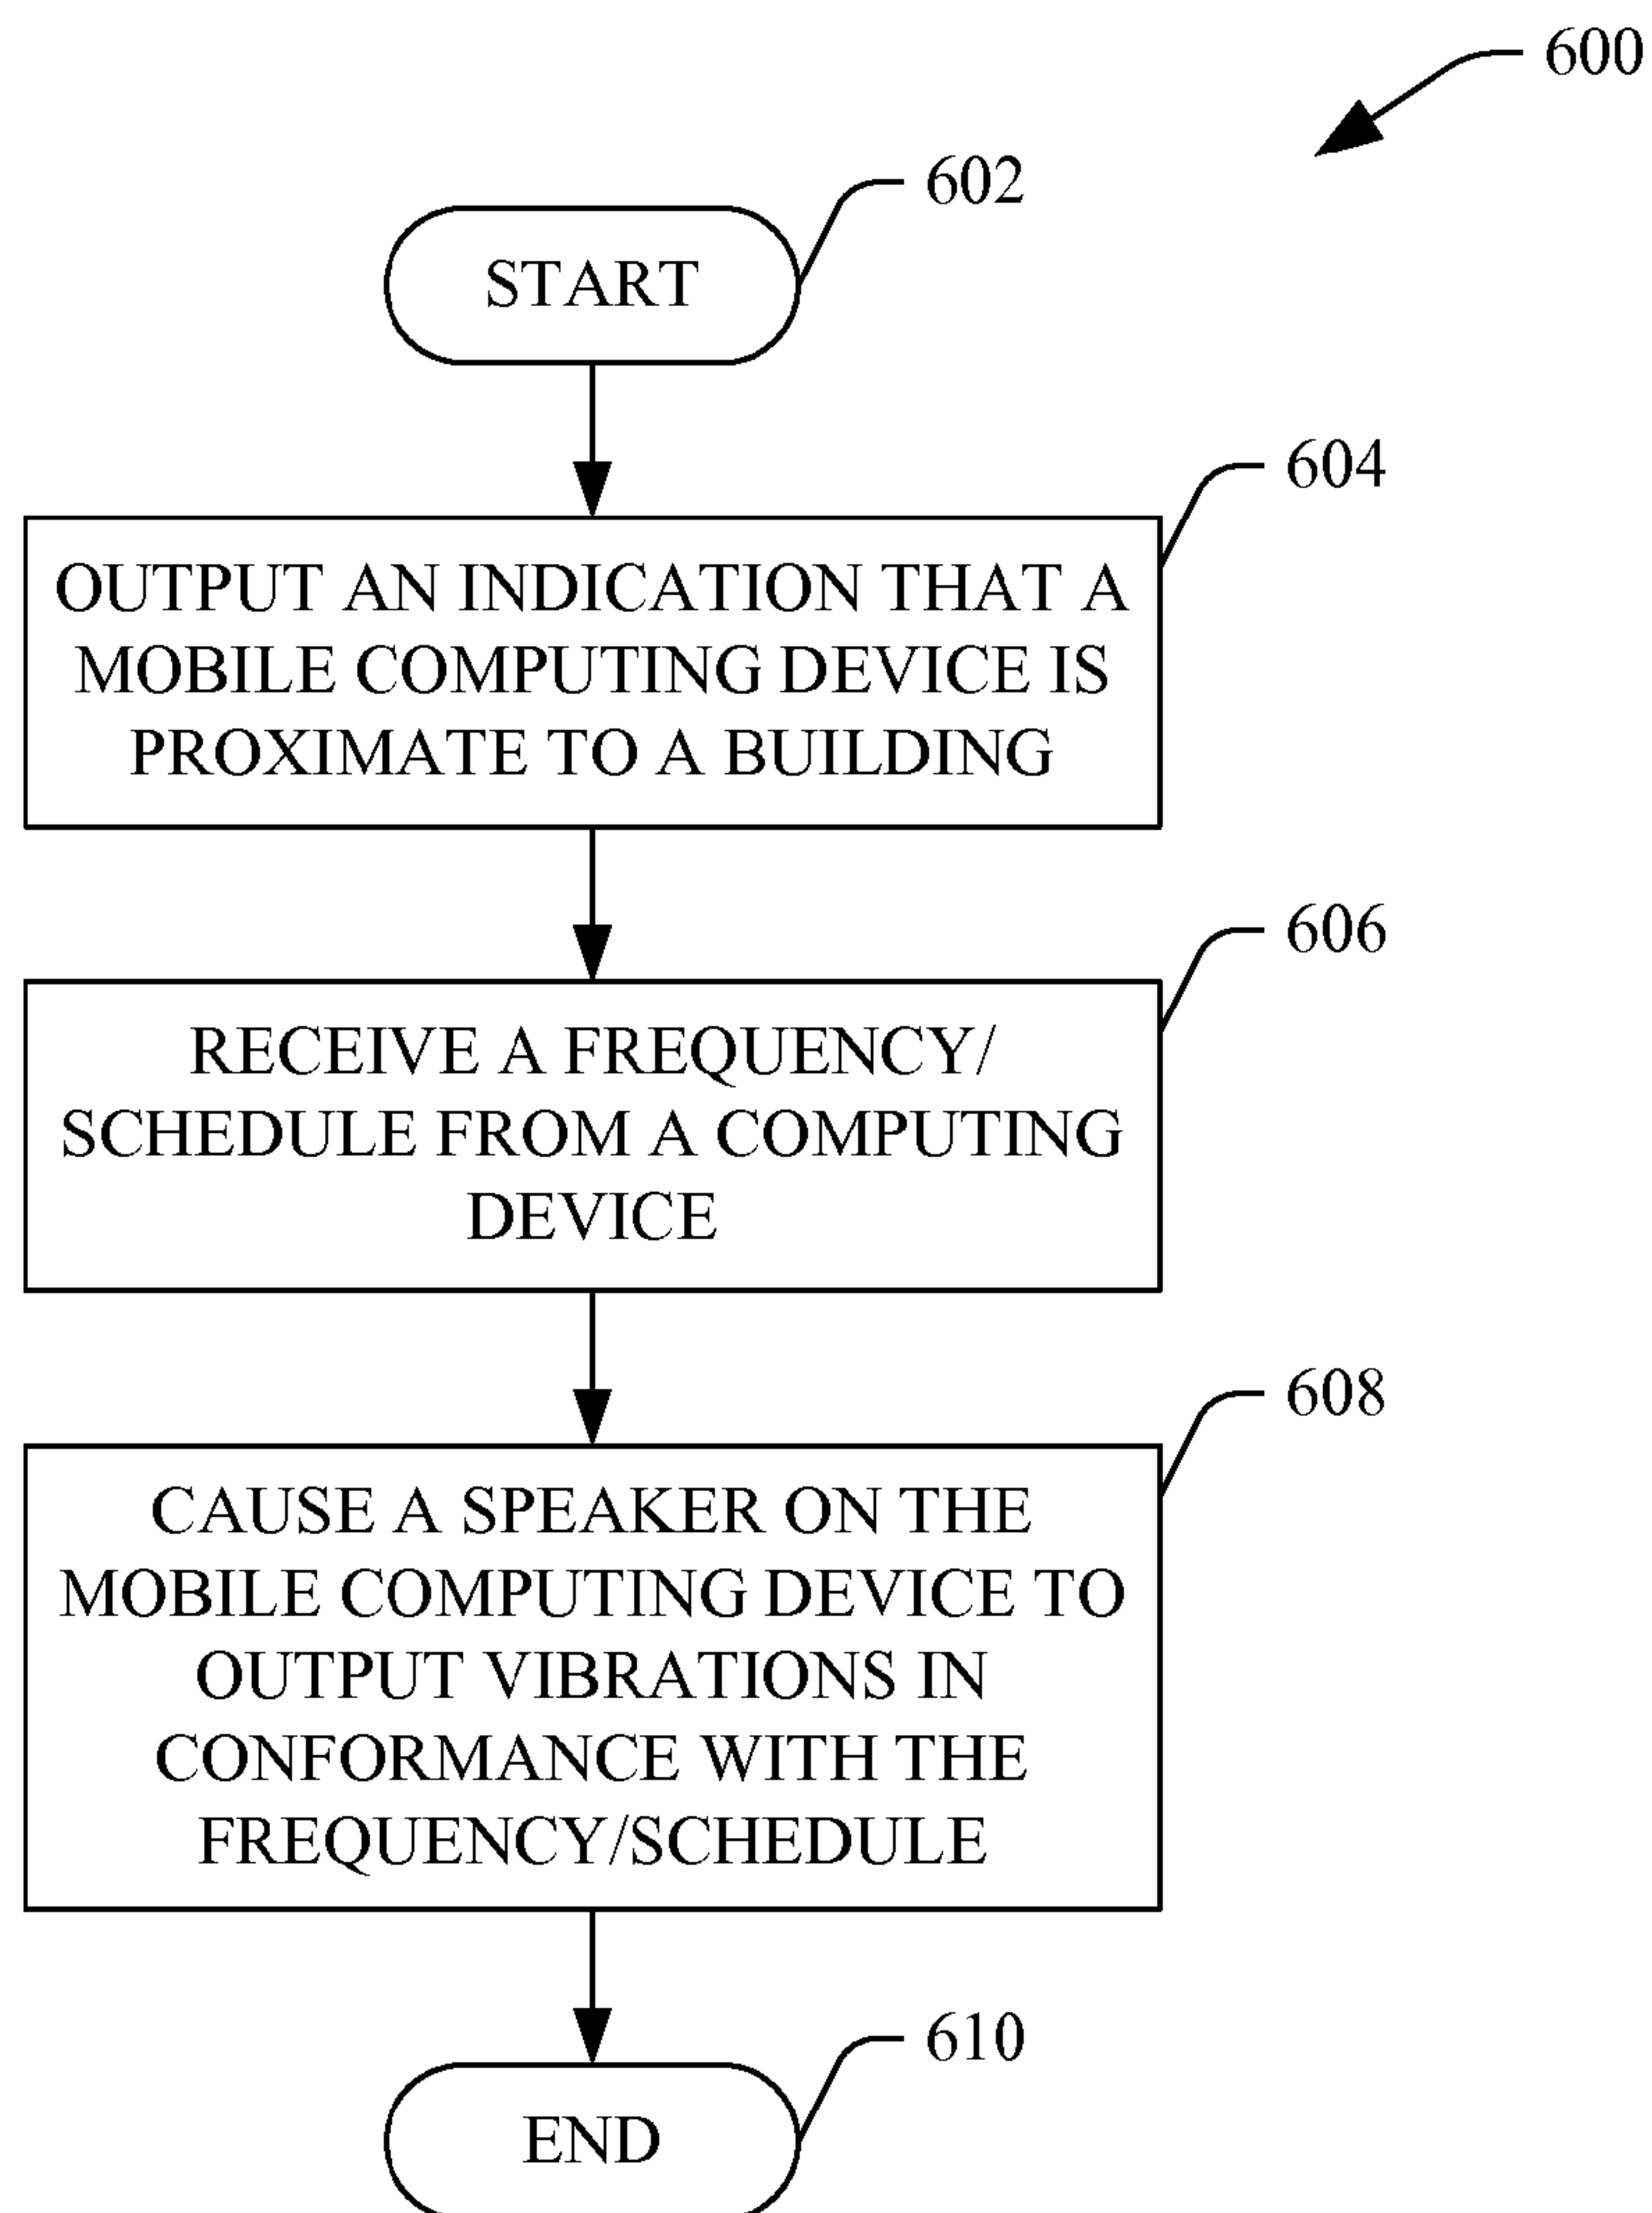 600
602
START
604
OUTPUT AN INDICATION THAT A
MOBILE COMPUTING DEVICE IS
PROXIMATE TO A BUILDING
606
RECEIVE A FREQUENCY/
SCHEDULE FROM A COMPUTING
DEVICE
608
CAUSE A SPEAKER ON THE
MOBILE COMPUTING DEVICE TO
OUTPUT VIBRATIONS IN
CONFORMANCE WITH THE
FREQUENCY/SCHEDULE
610
END